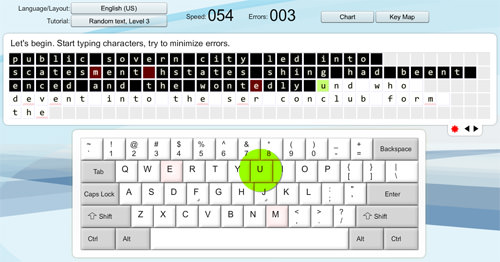 Language/Layout: English (US) Speed: 054 Errors: 003 Chart Key Map
Tutorial: Random text, Level 3
Let's begin. Start typing characters, try to minimize errors.
public sovern city led into
scatesment hstates shing had beent
enced and the wontedly und who
devent into the ser conclub form
the
~ ! @ # $ % ^ & * ( ) _ + Backspace
` 1 2 3 4 5 6 7 8 9 0 - =
Tab Q W E R T Y U I O P { } |
[ ] \
Caps Lock A S D F G H J K L : " Enter
; '
Shift Z X C V B N M < > ? Shift
, . /
Ctrl Alt Alt Ctrl